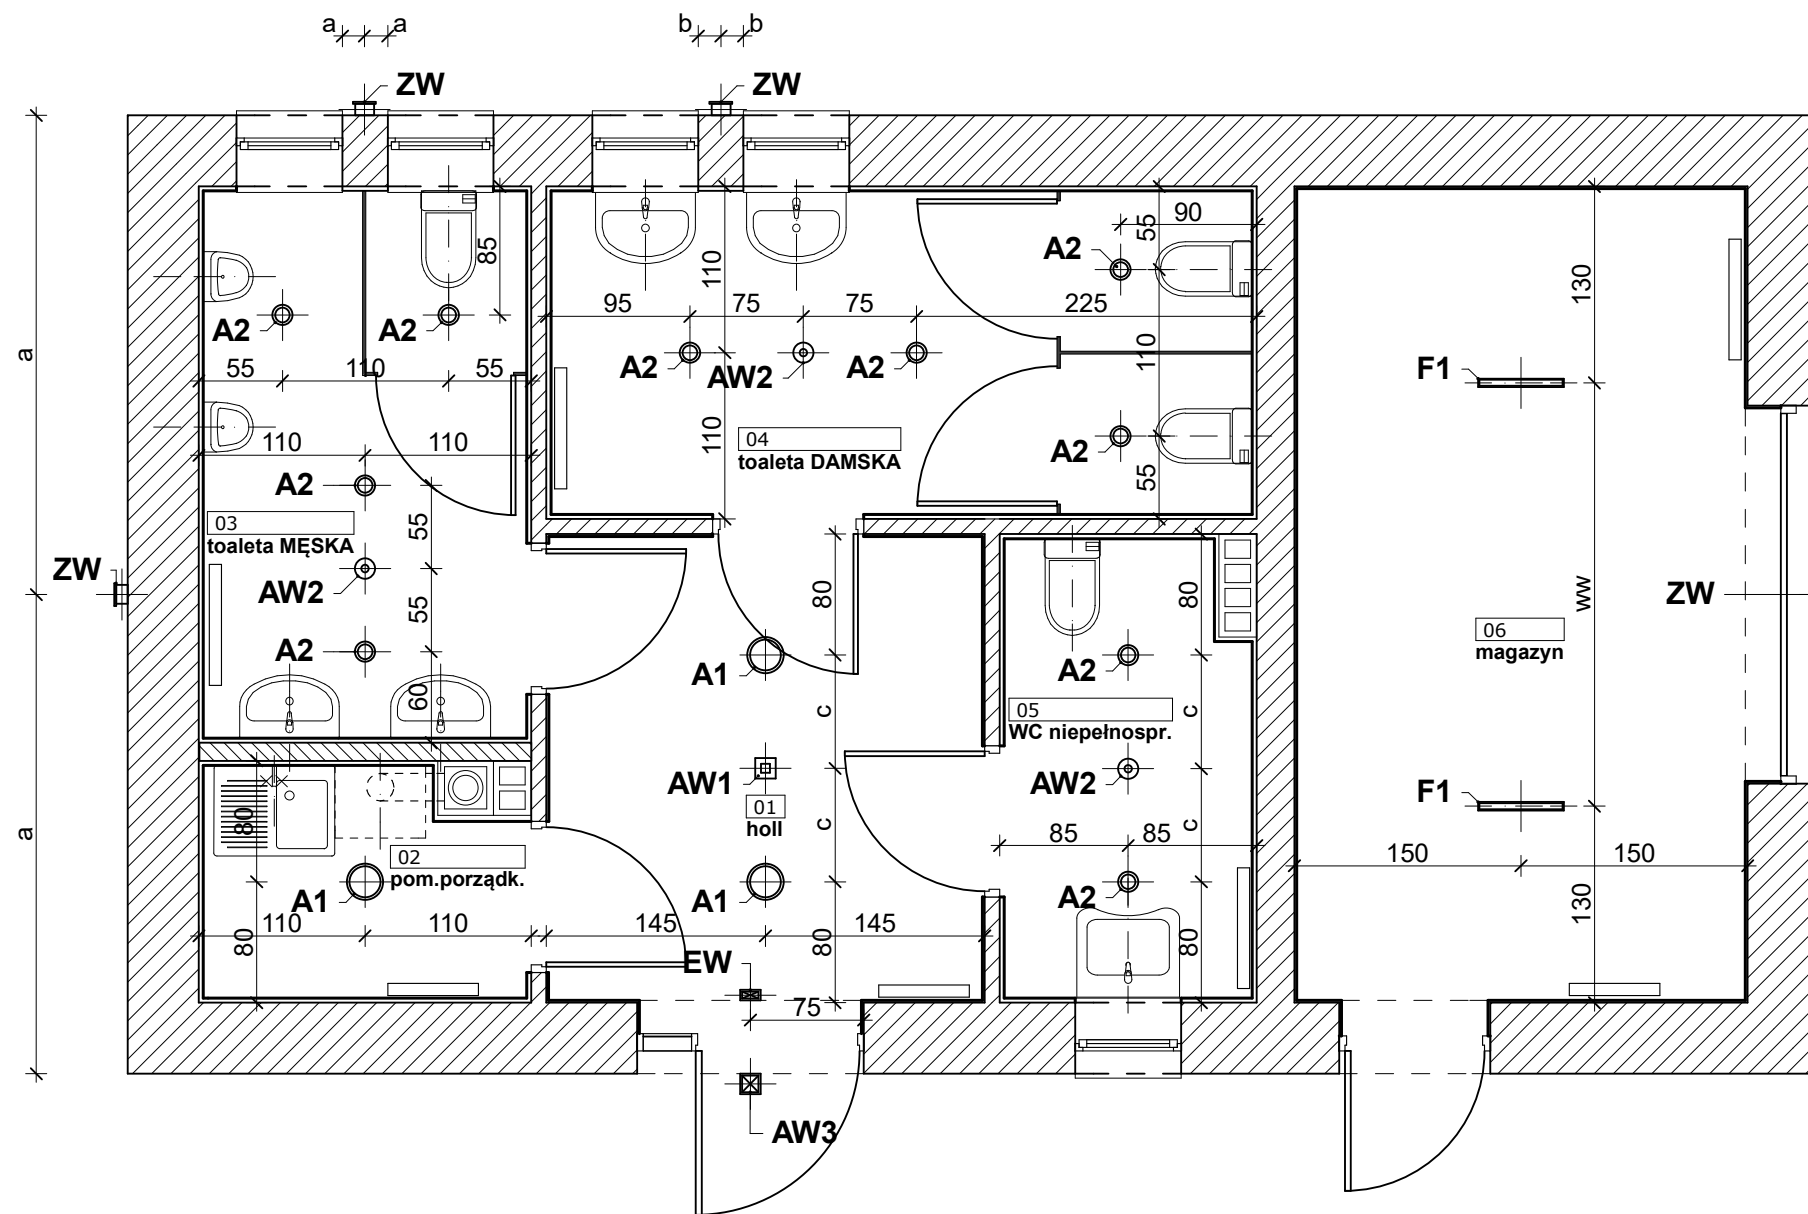 a a b b
ZW ZW
a
85
110
55
90
A2
130
95 75 75 225
A2 A2
A2 AW2 A2
110
F1
55 110 55
110
04
toaleta DAMSKA
A2
55
110 110
A2
03
toaleta MĘSKA
55
ZW
AW2
55
80
80
ww
ZW
06
magazyn
A2
A1
A2
60
c
c
05
WC niepełnospr.
AW1
AW2
01
holl
F1
a
80
c
c
85 85
02
pom.porządk.
150 150
A1
A1
A2
110 110 145 145
80
80
80
130
EW
75
AW3